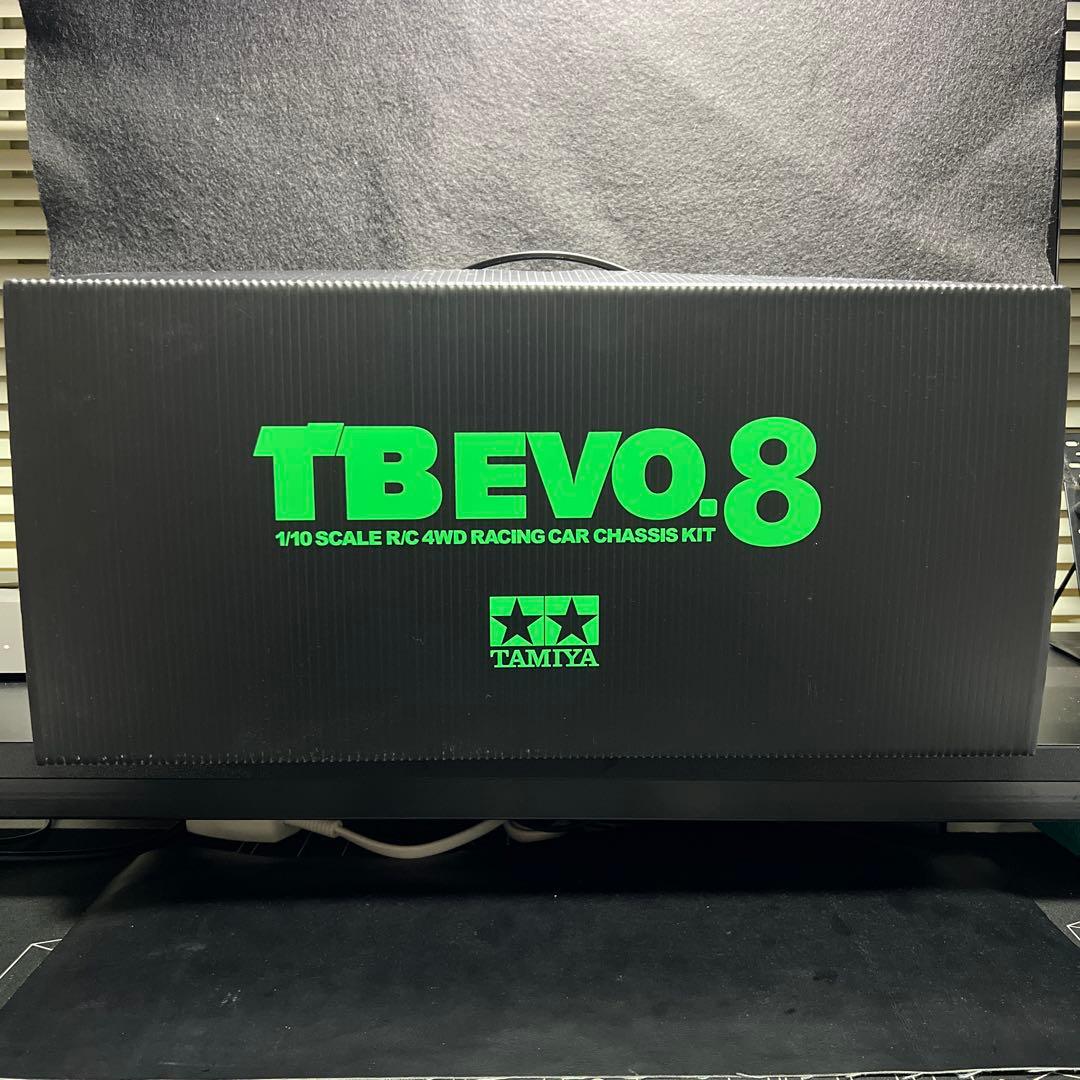 TB EVO.8
1/10 SCALE R/C 4WD RACING CAR CHASSIS KIT
TAMIYA